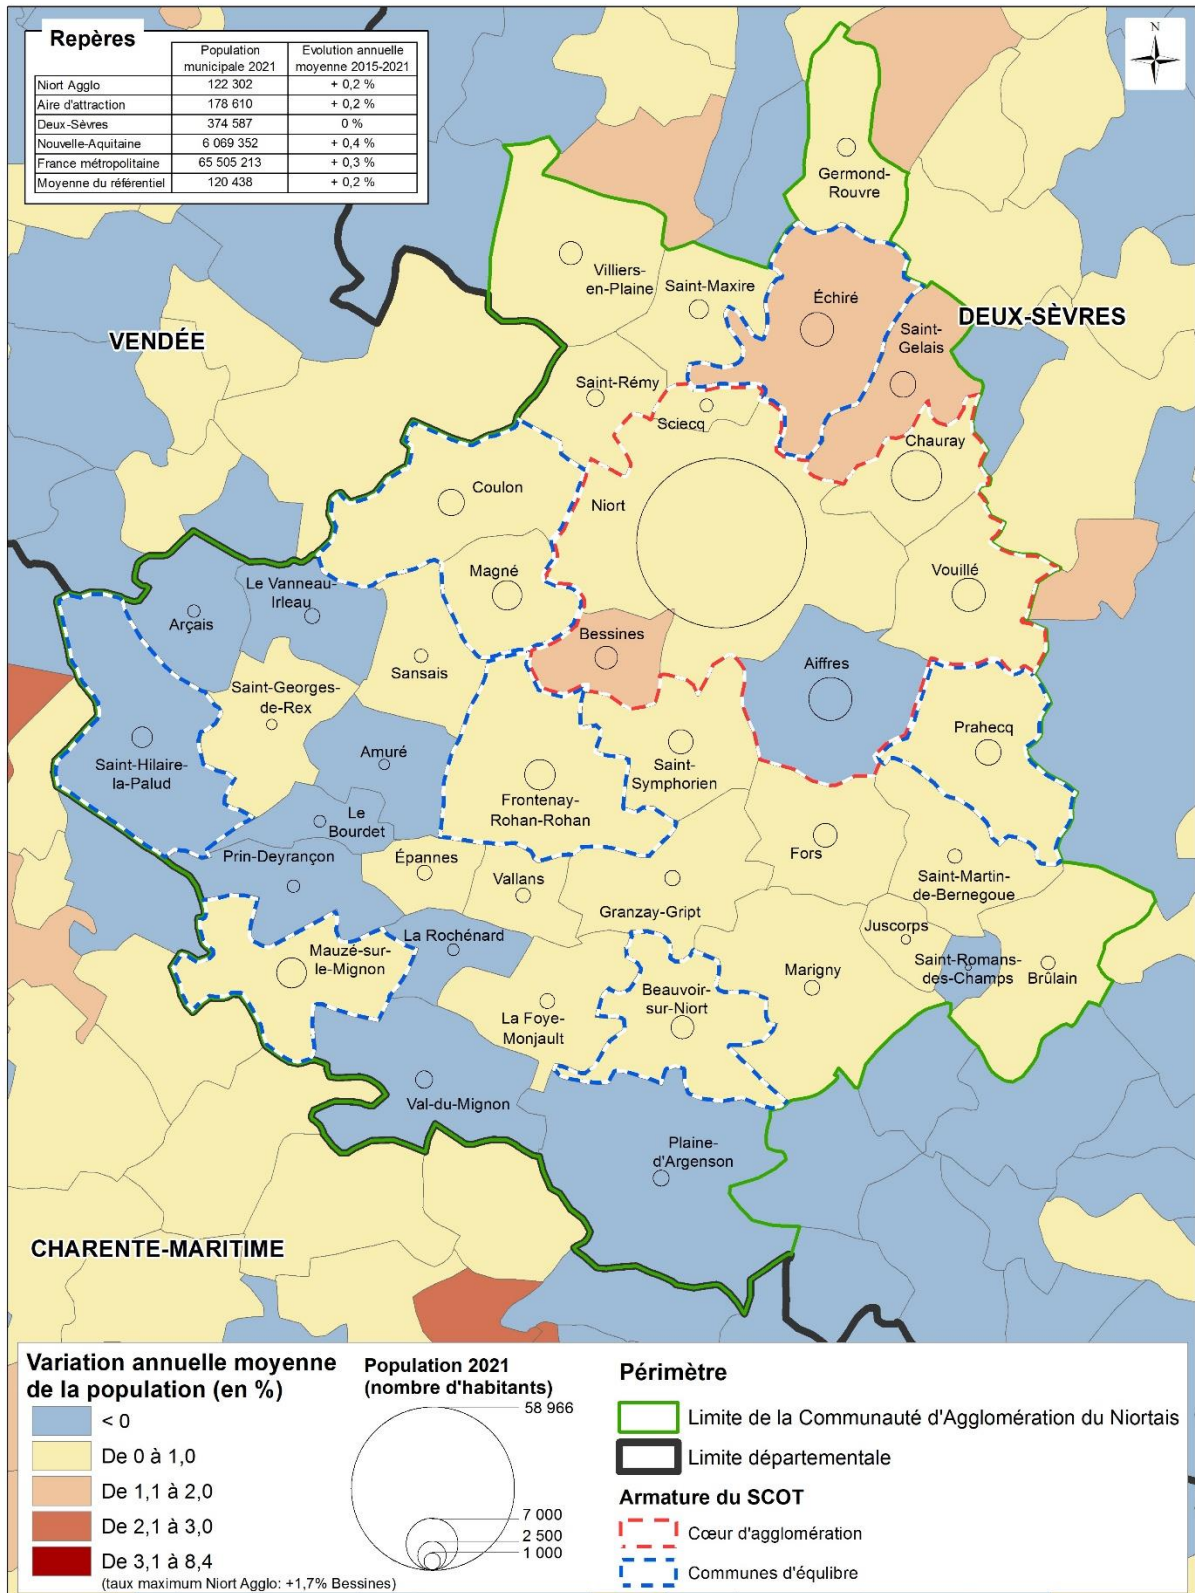 Repères
Population municipale 2021
Evolution annuelle moyenne 2015-2021
Niort Agglo 122 302 + 0,2 %
Aire d'attraction 178 610 + 0,2 %
Deux-Sèvres 374 587 0 %
Nouvelle-Aquitaine 6 069 352 + 0,4 %
France métropolitaine 65 505 213 + 0,3 %
Moyenne du référentiel 120 438 + 0,2 %
N
Germond-
Rouvre
Villiers-
en-Plaine
Saint-Maxire
Échiré
DEUX-SÈVRES
VENDÉE
Saint-
Gelais
Saint-Rémy
Sciecq
Chauray
Coulon
Niort
Magné
Vouillé
Le Vanneau-
Irleau
Arçais
Bessines
Aiffres
Sansais
Saint-Georges-
de-Rex
Prahecq
Amuré
Saint-Hilaire-
la-Palud
Saint-
Symphorien
Frontenay-
Rohan-Rohan
Le
Bourdet
Prin-Deyrançon
Épannes
Vallans
Fors
Saint-Martin-
de-Bernegoue
Granzay-Gript
Juscorps
La Rochénard
Mauzé-sur-
le-Mignon
Saint-Romans-
des-Champs
Brûlain
Marigny
Beauvoir-
sur-Niort
La Foye-
Monjault
Val-du-Mignon
Plaine-
d'Argenson
CHARENTE-MARITIME
Variation annuelle moyenne
de la population (en %)
< 0
De 0 à 1,0
De 1,1 à 2,0
De 2,1 à 3,0
De 3,1 à 8,4
(taux maximum Niort Agglo: +1,7% Bessines)
Population 2021
(nombre d'habitants)
58 966
7 000
2 500
1 000
Périmètre
Limite de la Communauté d'Agglomération du Niortais
Limite départementale
Armature du SCOT
Cœur d'agglomération
Communes d'équlibre